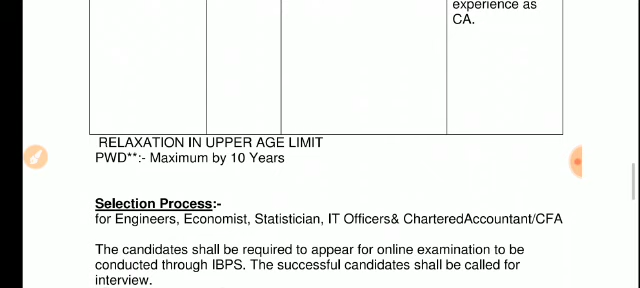 experience as
CA.
RELAXATION IN UPPER AGE LIMIT
PWD**:- Maximum by 10 Years
Selection Process:-
for Engineers, Economist, Statistician, IT Officers& CharteredAccountant/CFA
The candidates shall be required to appear for online examination to be
conducted through IBPS. The successful candidates shall be called for
interview.